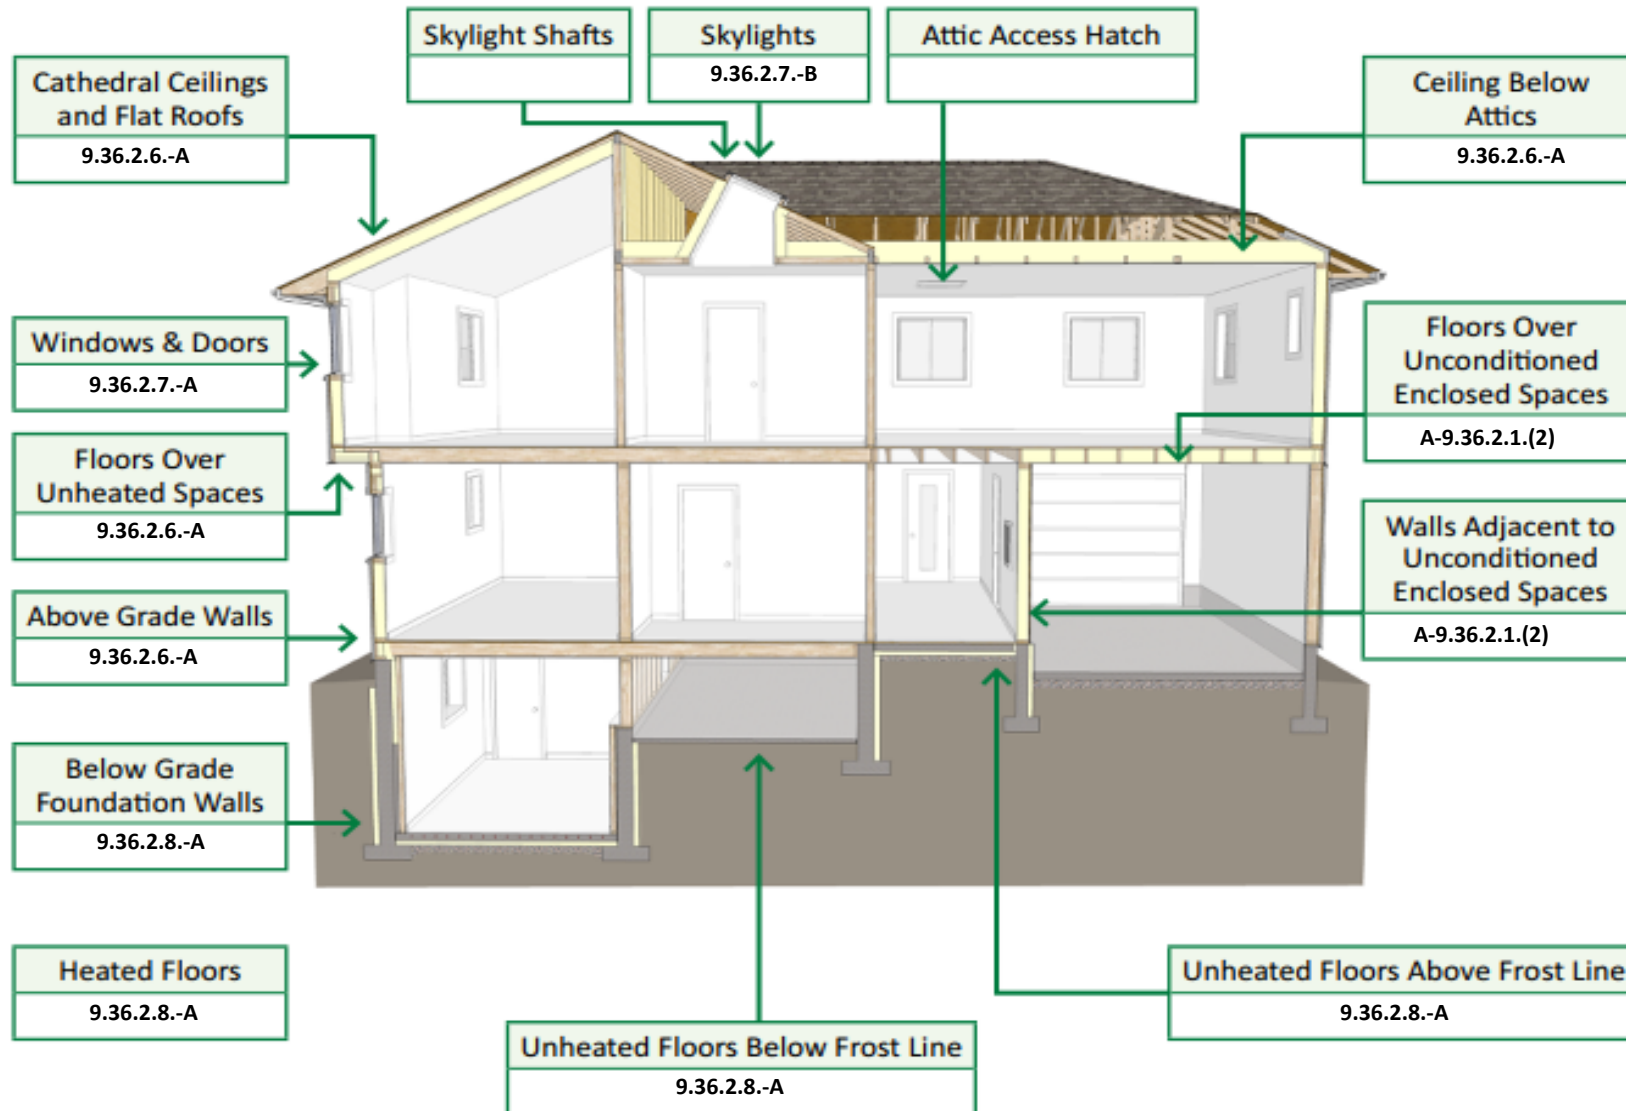 Skylight Shafts
Skylights
9.36.2.7.-B
Attic Access Hatch
Cathedral Ceilings
and Flat Roofs
9.36.2.6.-A
Ceiling Below
Attics
9.36.2.6.-A
Windows & Doors
9.36.2.7.-A
Floors Over
Unconditioned
Enclosed Spaces
A-9.36.2.1.(2)
Floors Over
Unheated Spaces
9.36.2.6.-A
Walls Adjacent to
Unconditioned
Enclosed Spaces
A-9.36.2.1.(2)
Above Grade Walls
9.36.2.6.-A
Below Grade
Foundation Walls
9.36.2.8.-A
Heated Floors
9.36.2.8.-A
Unheated Floors Above Frost Line
9.36.2.8.-A
Unheated Floors Below Frost Line
9.36.2.8.-A